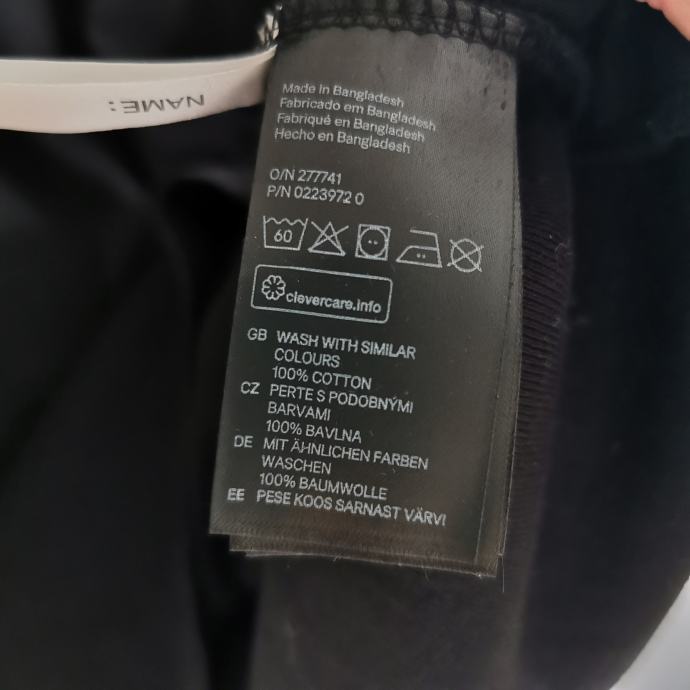 NAME:
Made in Bangladesh
Fabricado em Bangladesh
Fabriqué en Bangladesh
Hecho en Bangladesh
O/N 277741
P/N 0223972 0
60
clevercare.info
GB WASH WITH SIMILAR
COLOURS
100% COTTON
CZ PERTE S PODOBNÝMI
BARVAMI
100% BAVLNA
DE MIT ÄHNLICHEN FARBEN
WASCHEN
100% BAUMWOLLE
EE PESE KOOS SARNAST VÄRVI